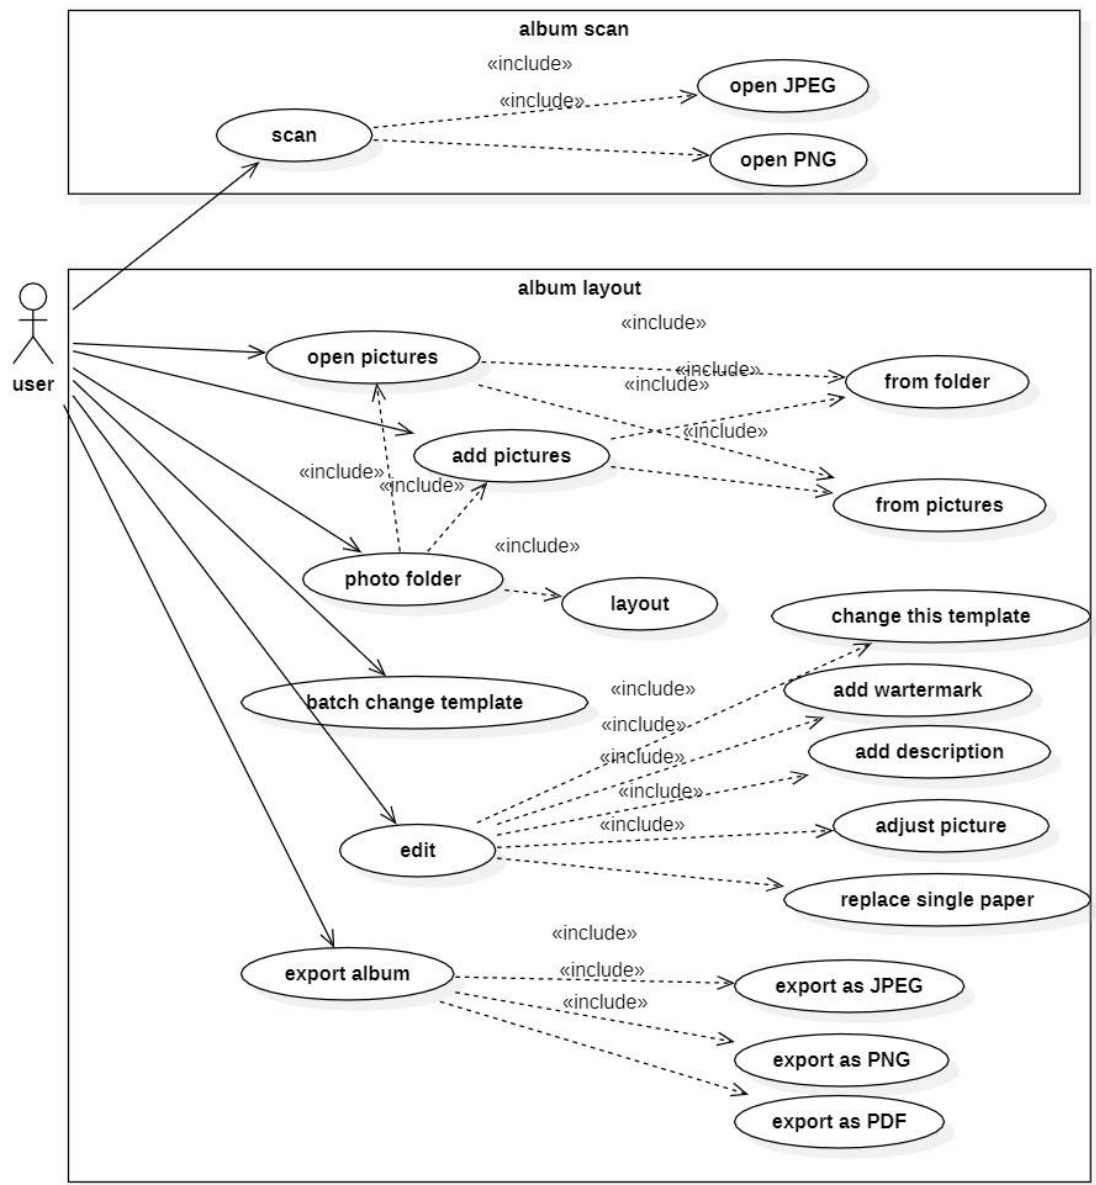 album scan
«include»
open JPEG
«include»
scan
open PNG
album layout
«include»
open pictures
«include»
from folder
«include»
user
«include»
add pictures
«include»
«include»
from pictures
«include»
photo folder
layout
change this template
«include»
add wartermark
batch change template
«include»
add description
«include»
«include»
«include»
adjust picture
edit
replace single paper
«include»
export album
«include»
export as JPEG
«include»
export as PNG
export as PDF